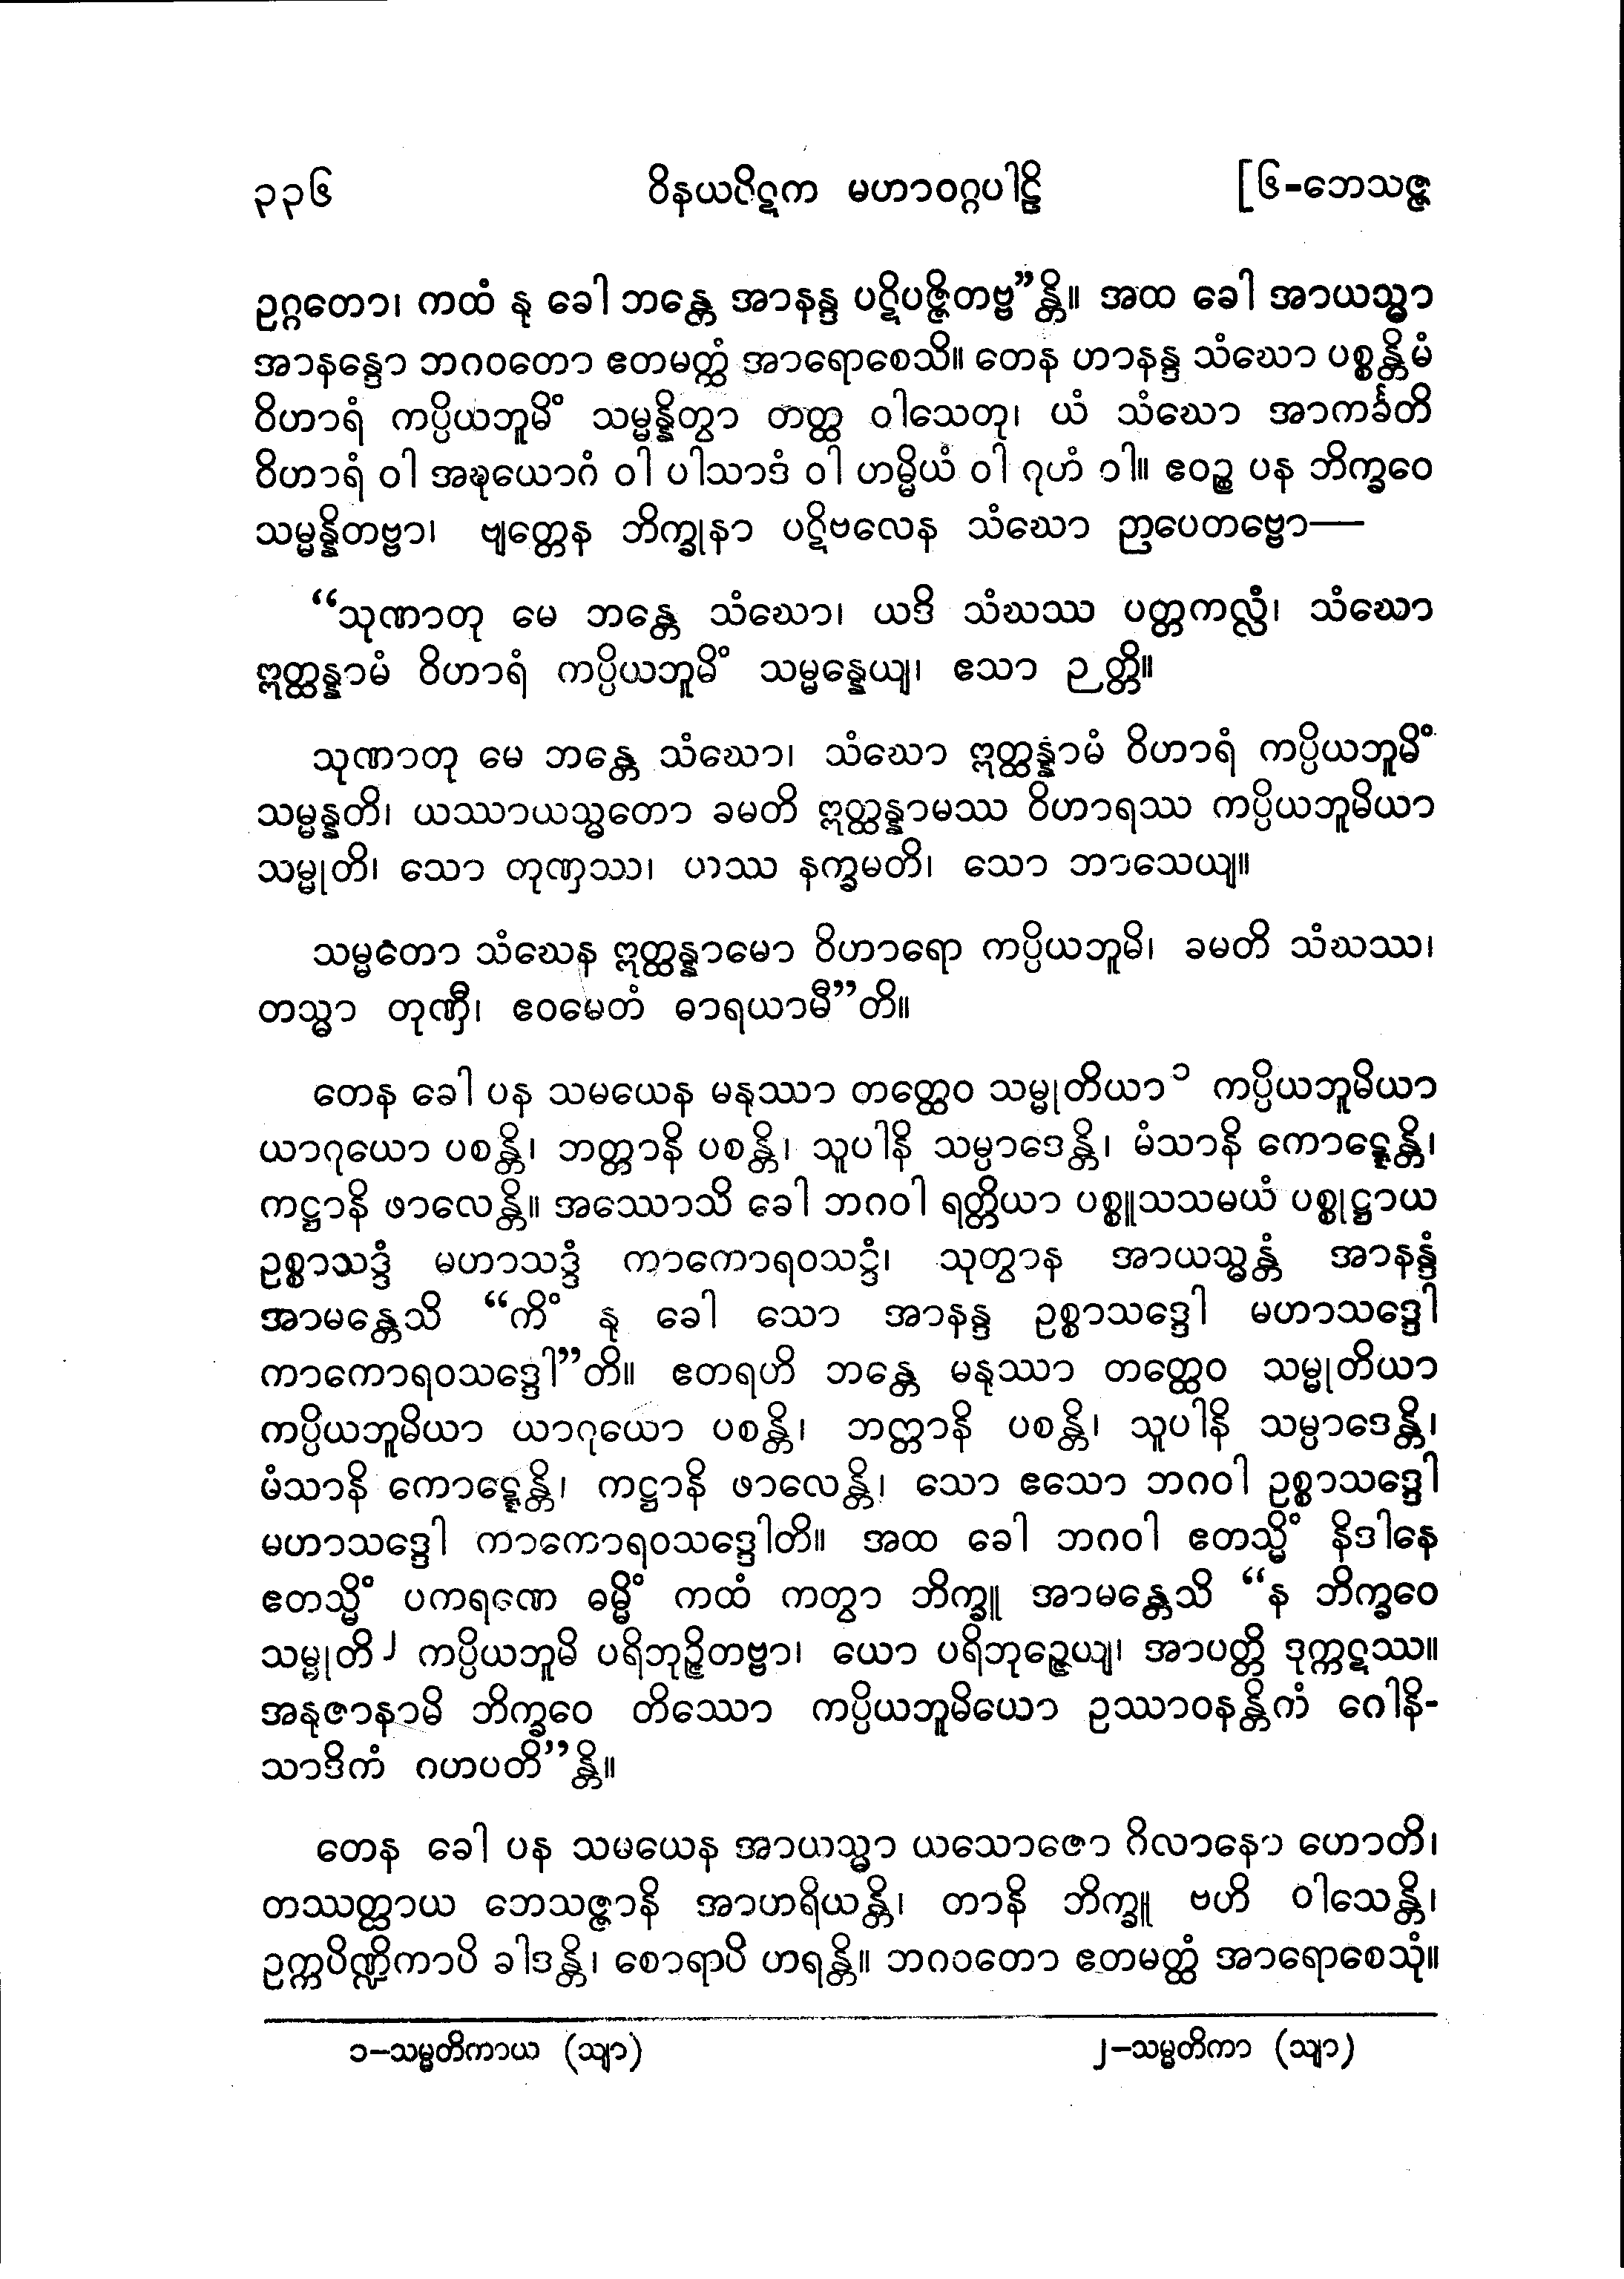 ၃၃၆ ဝိနယပိဋက မဟာဝဂ္ဂပါဠိ [၆-ဘေသဇ္ဇ
ဥဂ္ဂတော၊ ကထံ နု ခေါ ဘန္တေ အာနန္ဒ ပဋိပဇ္ဇိတဗ္ဗ”န္တိ။ အထ ခေါ အာယသ္မာ
အာနန္ဒော ဘဂဝတော ဧတမတ္ထံ အာရောစေသိ။ တေန ဟာနန္ဒ သံဃော ပစ္စန္တိမံ
ဝိဟာရံ ကပ္ပိယဘူမိံ သမ္မန္နိတွာ တတ္ထ ဝါသေတု၊ ယံ သံဃော အာကင်္ခတိ
ဝိဟာရံ ဝါ အဍ္ဎယောဂံ ဝါ ပါသာဒံ ဝါ ဟမ္မိယံ ဝါ ဂုဟံ ဝါ။ ဧဝဉ္စ ပန ဘိက္ခဝေ
သမ္မန္နိတဗ္ဗာ၊ ဗျတ္တေန ဘိက္ခုနာ ပဋိဗလေန သံဃော ဉာပေတဗ္ဗော—
“သုဏာတု မေ ဘန္တေ သံဃော၊ ယဒိ သံဃဿ ပတ္တကလ္လံ၊ သံဃော
ဣတ္ထန္နာမံ ဝိဟာရံ ကပ္ပိယဘူမိံ သမ္မန္နေယျ၊ ဧသာ ဉတ္တိ။
သုဏာတု မေ ဘန္တေ သံဃော၊ သံဃော ဣတ္ထန္နာမံ ဝိဟာရံ ကပ္ပိယဘူမိံ
သမ္မန္နတိ၊ ယဿာယသ္မတော ခမတိ ဣတ္ထန္နာမဿ ဝိဟာရဿ ကပ္ပိယဘူမိယာ
သမ္မုတိ၊ သော တုဏှဿ၊ ယဿ နက္ခမတိ၊ သော ဘာသေယျ။
သမ္မတော သံဃေန ဣတ္ထန္နာမော ဝိဟာရော ကပ္ပိယဘူမိ၊ ခမတိ သံဃဿ၊
တသ္မာ တုဏှီ၊ ဧဝမေတံ ဓာရယာမီ”တိ။
တေန ခေါ ပန သမယေန မနုဿာ တတ္ထေဝ သမ္မုတိယာ၁ ကပ္ပိယဘူမိယာ
ယာဂုယော ပစန္တိ၊ ဘတ္တာနိ ပစန္တိ၊ သူပါနိ သမ္ပာဒေန္တိ၊ မံသာနိ ကောဋ္ဋေန္တိ၊
ကဋ္ဌာနိ ဖာလေန္တိ။ အဿောသိ ခေါ ဘဂဝါ ရတ္တိယာ ပစ္စူသသမယံ ပစ္စုဋ္ဌာယ
ဥစ္စာသဒ္ဒံ မဟာသဒ္ဒံ ကာကောရဝသဒ္ဒံ၊ သုတွာန အာယသ္မန္တံ အာနန္ဒံ
အာမန္တေသိ “ကိံ နု ခေါ သော အာနန္ဒ ဥစ္စာသဒ္ဒေါ မဟာသဒ္ဒေါ
ကာကောရဝသဒ္ဒေါ”တိ။ ဧတရဟိ ဘန္တေ မနုဿာ တတ္ထေဝ သမ္မုတိယာ
ကပ္ပိယဘူမိယာ ယာဂုယော ပစန္တိ၊ ဘတ္တာနိ ပစန္တိ၊ သူပါနိ သမ္ပာဒေန္တိ၊
မံသာနိ ကောဋ္ဋေန္တိ၊ ကဋ္ဌာနိ ဖာလေန္တိ၊ သော ဧသော ဘဂဝါ ဥစ္စာသဒ္ဒေါ
မဟာသဒ္ဒေါ ကာကောရဝသဒ္ဒေါတိ။ အထ ခေါ ဘဂဝါ ဧတသ္မိံ နိဒါနေ
ဧတသ္မိံ ပကရဏေ ဓမ္မိံ ကထံ ကတွာ ဘိက္ခူ အာမန္တေသိ “န ဘိက္ခဝေ
သမ္မုတိ၂ ကပ္ပိယဘူမိ ပရိဘုဉ္ဇိတဗ္ဗာ၊ ယော ပရိဘုဉ္ဇေယျ၊ အာပတ္တိ ဒုက္ကဋဿ။
အနုဇာနာမိ ဘိက္ခဝေ တိဿော ကပ္ပိယဘူမိယော ဥဿာဝနန္တိကံ ဂေါနိ-
သာဒိကံ ဂဟပတိ”န္တိ။
တေန ခေါ ပန သမယေန အာယသ္မာ ယသောဇော ဂိလာနော ဟောတိ၊
တဿတ္ထာယ ဘေသဇ္ဇာနိ အာဟရိယန္တိ၊ တာနိ ဘိက္ခူ ဗဟိ ဝါသေန္တိ၊
ဥက္ကပိဏ္ဍိကာပိ ခါဒန္တိ၊ စောရာပိ ဟရန္တိ။ ဘဂဝတော ဧတမတ္ထံ အာရောစေသုံ။
၁–သမ္မတိကာယ (သျာ) ၂–သမ္မတိကာ (သျာ)